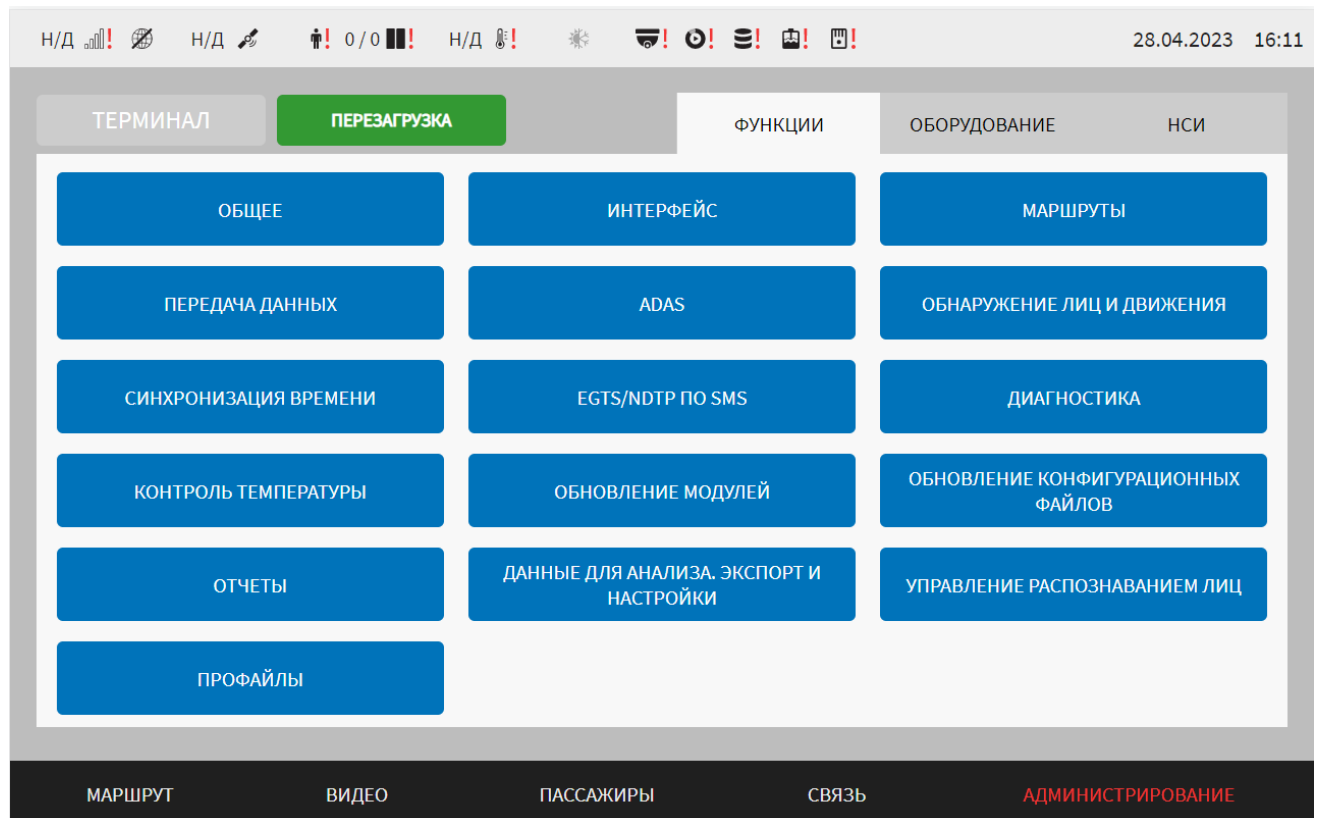 Н/Д ! Н/Д ! 0/0 ! Н/Д ! ! ! ! ! ! 28.04.2023 16:11
ТЕРМИНАЛ ПЕРЕЗАГРУЗКА ФУНКЦИИ ОБОРУДОВАНИЕ НСИ
ОБЩЕЕ ИНТЕРФЕЙС МАРШРУТЫ
ПЕРЕДАЧА ДАННЫХ ADAS ОБНАРУЖЕНИЕ ЛИЦ И ДВИЖЕНИЯ
СИНХРОНИЗАЦИЯ ВРЕМЕНИ EGTS/NDTP ПО SMS ДИАГНОСТИКА
КОНТРОЛЬ ТЕМПЕРАТУРЫ ОБНОВЛЕНИЕ МОДУЛЕЙ ОБНОВЛЕНИЕ КОНФИГУРАЦИОННЫХ
ФАЙЛОВ
ОТЧЕТЫ ДАННЫЕ ДЛЯ АНАЛИЗА. ЭКСПОРТ И
НАСТРОЙКИ УПРАВЛЕНИЕ РАСПОЗНАВАНИЕМ ЛИЦ
ПРОФАЙЛЫ
МАРШРУТ ВИДЕО ПАССАЖИРЫ СВЯЗЬ АДМИНИСТРИРОВАНИЕ